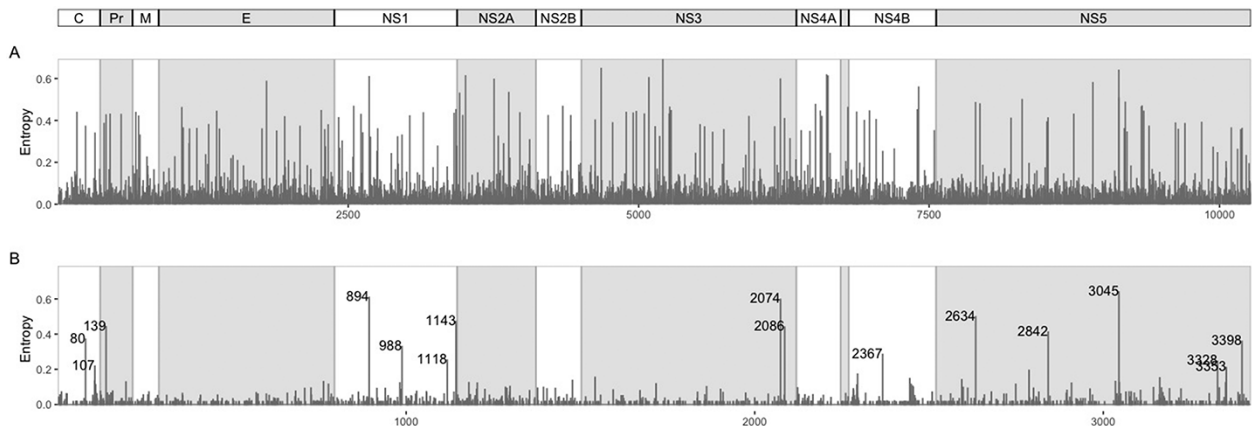 C Pr M E NS1 NS2A NS2B NS3 NS4A NS4B NS5
A
Entropy
0.6
0.4
0.2
0.0
2500 5000 7500 10000
B
Entropy
0.6
0.4
0.2
0.0
80 107 139 894 988 1118 1143 2074 2086 2367 2634 2842 3045 3328 3353 3398
1000 2000 3000